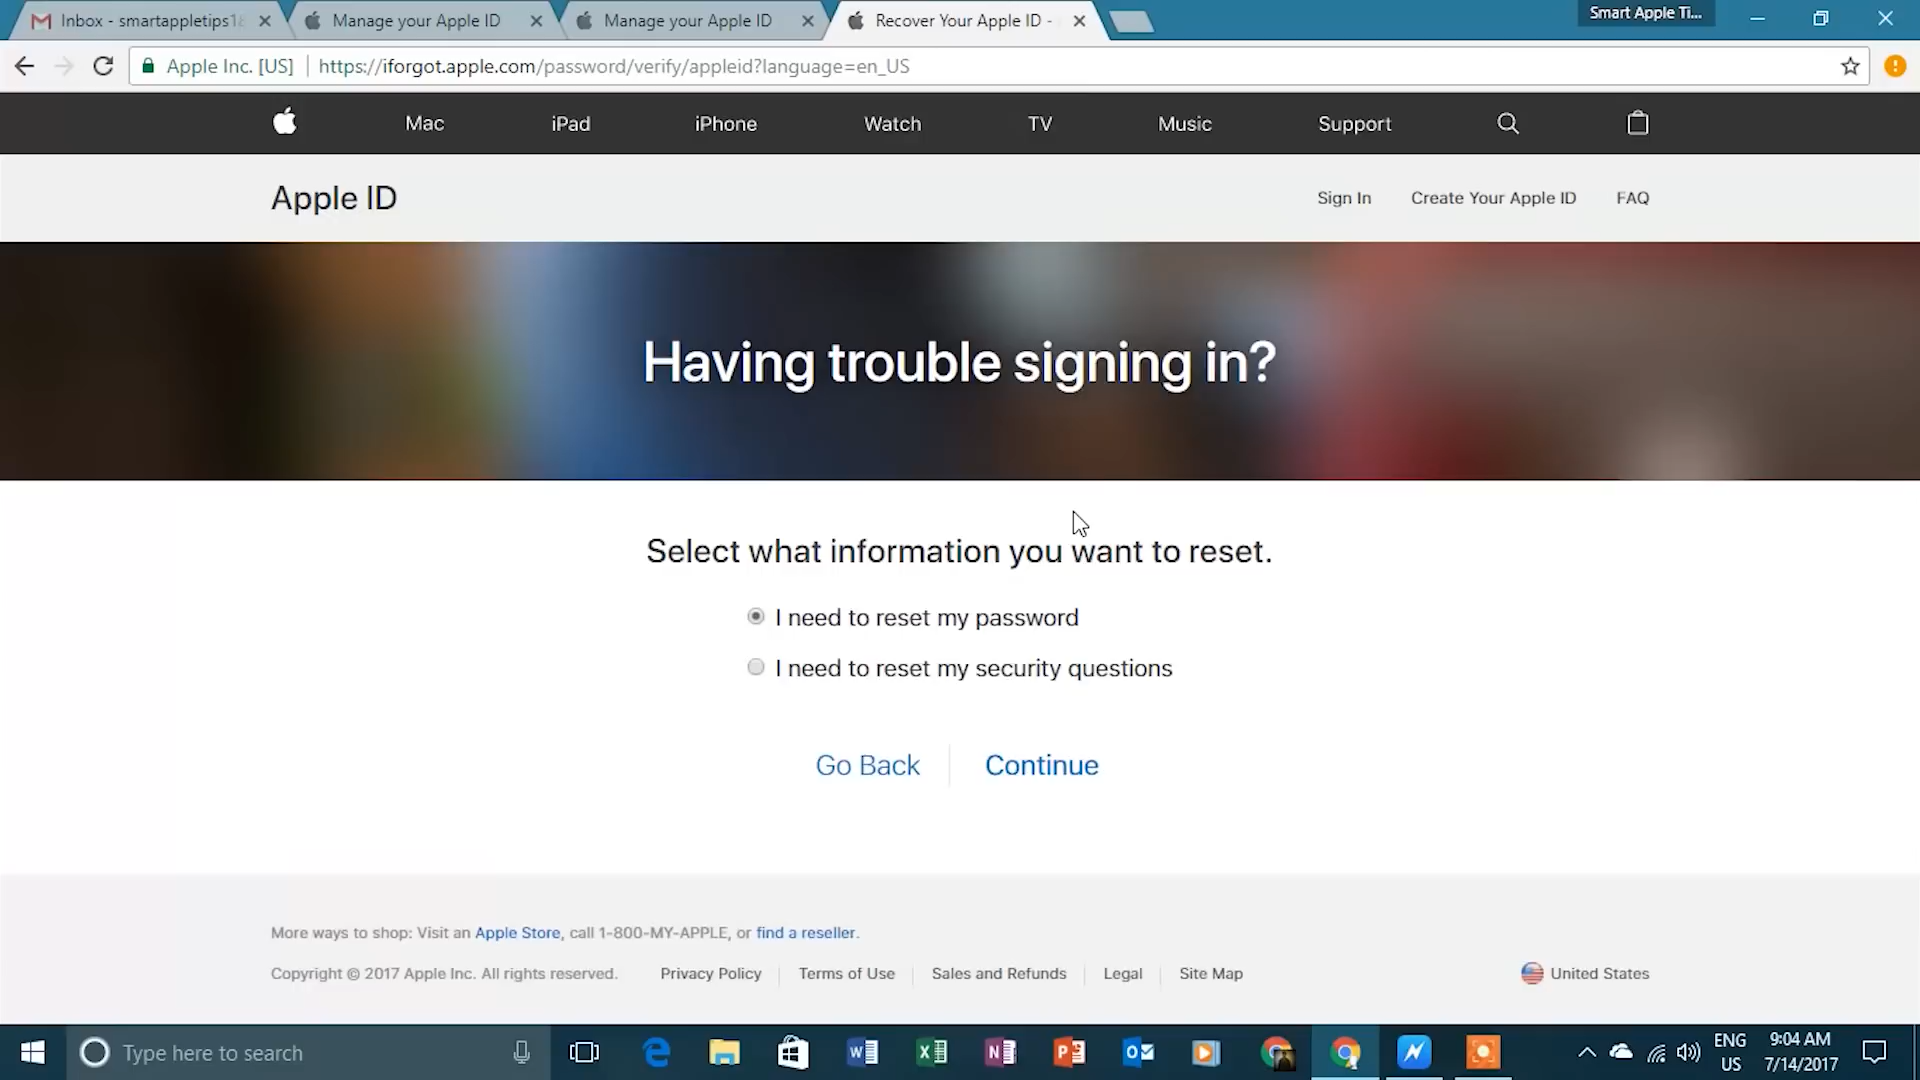 Inbox - smartappletips18
Manage your Apple ID
Manage your Apple ID
Recover Your Apple ID -
Smart Apple Ti...
Apple Inc. [US]
https://iforgot.apple.com/password/verify/appleid?language=en_US
Mac
iPad
iPhone
Watch
TV
Music
Support
Apple ID
Sign In
Create Your Apple ID
FAQ
Having trouble signing in?
Select what information you want to reset.
I need to reset my password
I need to reset my security questions
Go Back
Continue
More ways to shop: Visit an Apple Store, call 1-800-MY-APPLE, or find a reseller.
Copyright © 2017 Apple Inc. All rights reserved.
Privacy Policy
Terms of Use
Sales and Refunds
Legal
Site Map
United States
Type here to search
ENG
US
9:04 AM
7/14/2017